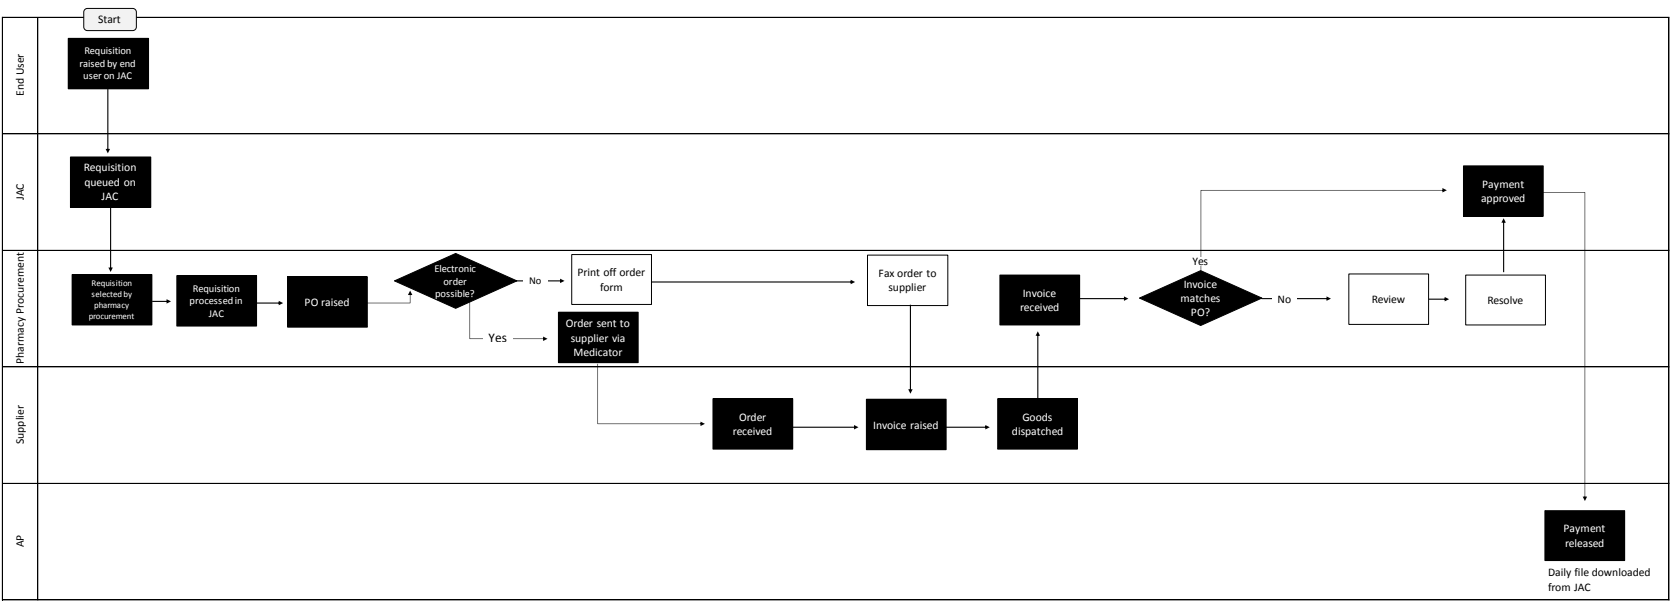 Start
End User
Requisition
raised by end
user on JAC
JAC
Requisition
queued on
JAC
Payment
approved
Pharmacy Procurement
Requisition
selected by
pharmacy
procurement
Requisition
processed in
JAC
PO raised
Electronic
order
possible?
No
Print off order
form
Yes
Order sent to
supplier via
Medicator
Fax order to
supplier
Invoice
received
Yes
Invoice
matches
PO?
No
Review
Resolve
Supplier
Order
received
Invoice raised
Goods
dispatched
AP
Payment
released
Daily file downloaded
from JAC